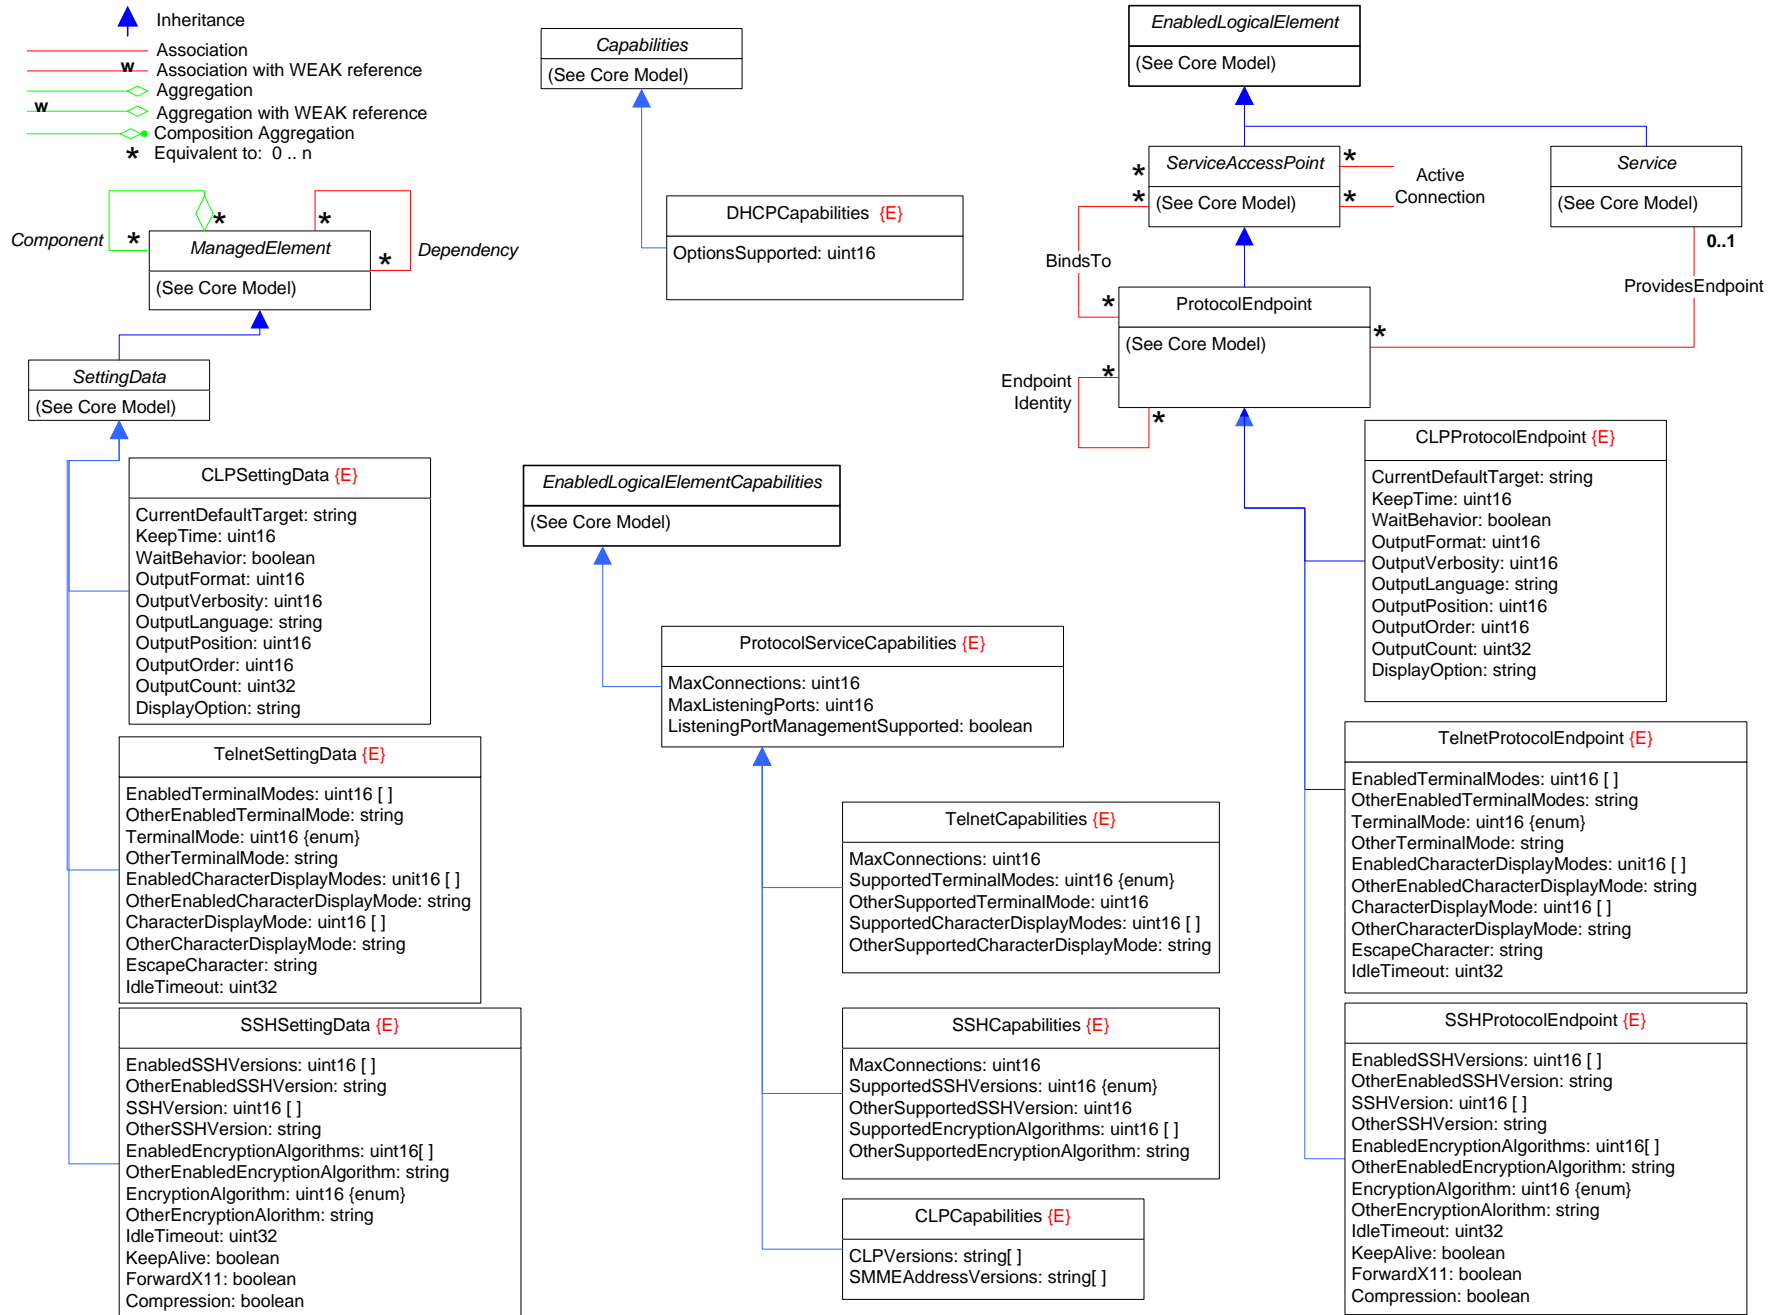 Inheritance
Association
w
Association with WEAK reference
Aggregation
w
Aggregation with WEAK reference
Composition Aggregation
* Equivalent to: 0 .. n
Component
*
*
ManagedElement
(See Core Model)
*
*
Dependency
SettingData
(See Core Model)
CLPSettingData {E}
CurrentDefaultTarget: string
KeepTime: uint16
WaitBehavior: boolean
OutputFormat: uint16
OutputVerbosity: uint16
OutputLanguage: string
OutputPosition: uint16
OutputOrder: uint16
OutputCount: uint32
DisplayOption: string
TelnetSettingData {E}
EnabledTerminalModes: uint16 [ ]
OtherEnabledTerminalMode: string
TerminalMode: uint16 {enum}
OtherTerminalMode: string
EnabledCharacterDisplayModes: unit16 [ ]
OtherEnabledCharacterDisplayMode: string
CharacterDisplayMode: uint16 [ ]
OtherCharacterDisplayMode: string
EscapeCharacter: string
IdleTimeout: uint32
SSHSettingData {E}
EnabledSSHVersions: uint16 [ ]
OtherEnabledSSHVersion: string
SSHVersion: uint16 [ ]
OtherSSHVersion: string
EnabledEncryptionAlgorithms: uint16[ ]
OtherEnabledEncryptionAlgorithm: string
EncryptionAlgorithm: uint16 {enum}
OtherEncryptionAlorithm: string
IdleTimeout: uint32
KeepAlive: boolean
ForwardX11: boolean
Compression: boolean
Capabilities
(See Core Model)
DHCPCapabilities {E}
OptionsSupported: uint16
EnabledLogicalElementCapabilities
(See Core Model)
ProtocolServiceCapabilities {E}
MaxConnections: uint16
MaxListeningPorts: uint16
ListeningPortManagementSupported: boolean
TelnetCapabilities {E}
MaxConnections: uint16
SupportedTerminalModes: uint16 {enum}
OtherSupportedTerminalMode: uint16
SupportedCharacterDisplayModes: uint16 [ ]
OtherSupportedCharacterDisplayMode: string
SSHCapabilities {E}
MaxConnections: uint16
SupportedSSHVersions: uint16 {enum}
OtherSupportedSSHVersion: uint16
SupportedEncryptionAlgorithms: uint16 [ ]
OtherSupportedEncryptionAlgorithm: string
CLPCapabilities {E}
CLPVersions: string[ ]
SMMEAddressVersions: string[ ]
EnabledLogicalElement
(See Core Model)
*
*
ServiceAccessPoint
(See Core Model)
*
*
Active
Connection
Service
(See Core Model)
0..1
ProvidesEndpoint
BindsTo
*
ProtocolEndpoint
(See Core Model)
*
Endpoint
Identity
*
*
CLPProtocolEndpoint {E}
CurrentDefaultTarget: string
KeepTime: uint16
WaitBehavior: boolean
OutputFormat: uint16
OutputVerbosity: uint16
OutputLanguage: string
OutputPosition: uint16
OutputOrder: uint16
OutputCount: uint32
DisplayOption: string
TelnetProtocolEndpoint {E}
EnabledTerminalModes: uint16 [ ]
OtherEnabledTerminalModes: string
TerminalMode: uint16 {enum}
OtherTerminalMode: string
EnabledCharacterDisplayModes: unit16 [ ]
OtherEnabledCharacterDisplayMode: string
CharacterDisplayMode: uint16 [ ]
OtherCharacterDisplayMode: string
EscapeCharacter: string
IdleTimeout: uint32
SSHProtocolEndpoint {E}
EnabledSSHVersions: uint16 [ ]
OtherEnabledSSHVersion: string
SSHVersion: uint16 [ ]
OtherSSHVersion: string
EnabledEncryptionAlgorithms: uint16[ ]
OtherEnabledEncryptionAlgorithm: string
EncryptionAlgorithm: uint16 {enum}
OtherEncryptionAlorithm: string
IdleTimeout: uint32
KeepAlive: boolean
ForwardX11: boolean
Compression: boolean